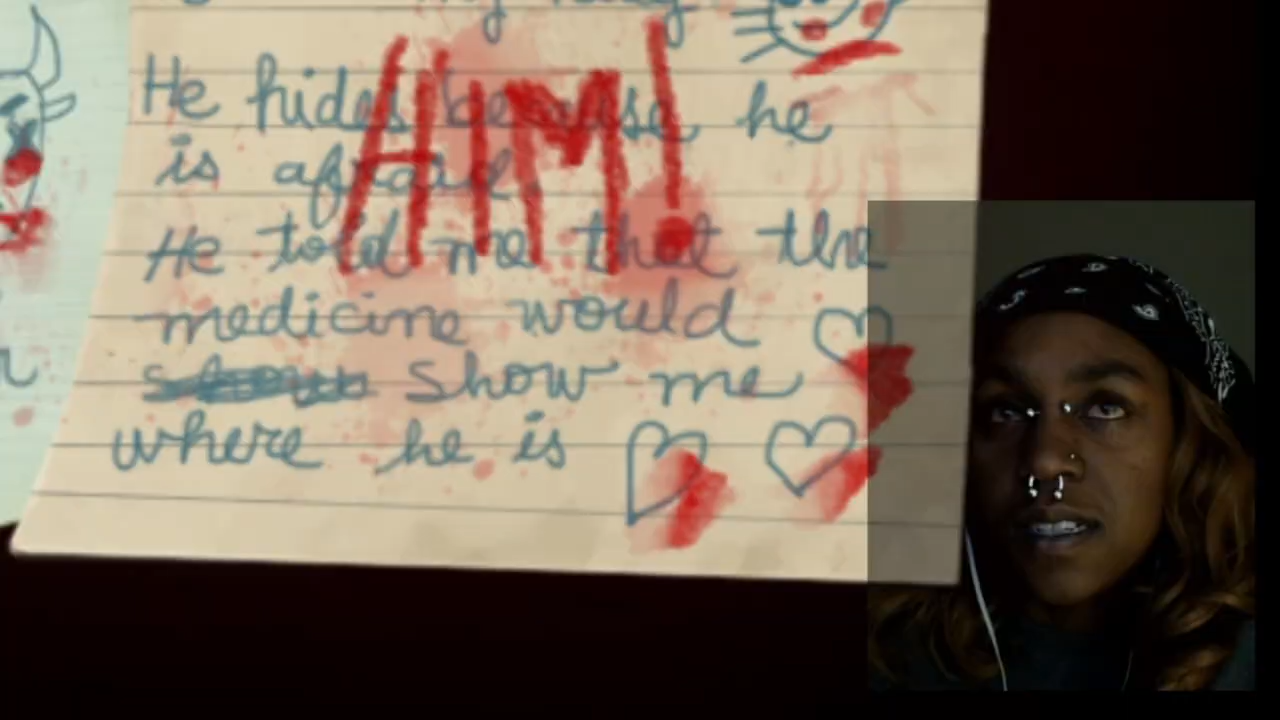 my
HIM!
He hides because he
is afraid.
He told me that the
medicine would
show me
where he is